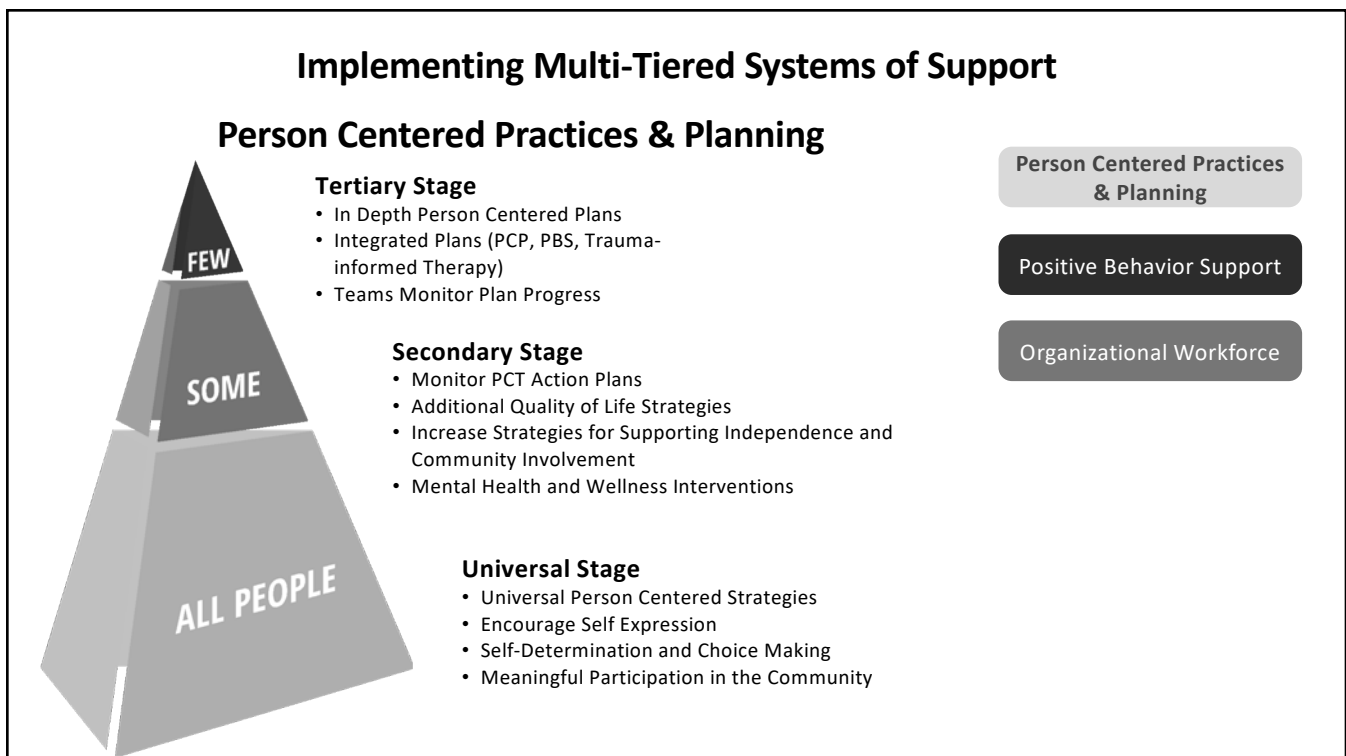 Implementing Multi-Tiered Systems of Support
Person Centered Practices & Planning
Tertiary Stage
• In Depth Person Centered Plans
• Integrated Plans (PCP, PBS, Trauma-
informed Therapy)
• Teams Monitor Plan Progress
FEW
Secondary Stage
• Monitor PCT Action Plans
• Additional Quality of Life Strategies
• Increase Strategies for Supporting Independence and
Community Involvement
• Mental Health and Wellness Interventions
SOME
Universal Stage
• Universal Person Centered Strategies
• Encourage Self Expression
• Self-Determination and Choice Making
• Meaningful Participation in the Community
ALL PEOPLE
Person Centered Practices
& Planning
Positive Behavior Support
Organizational Workforce